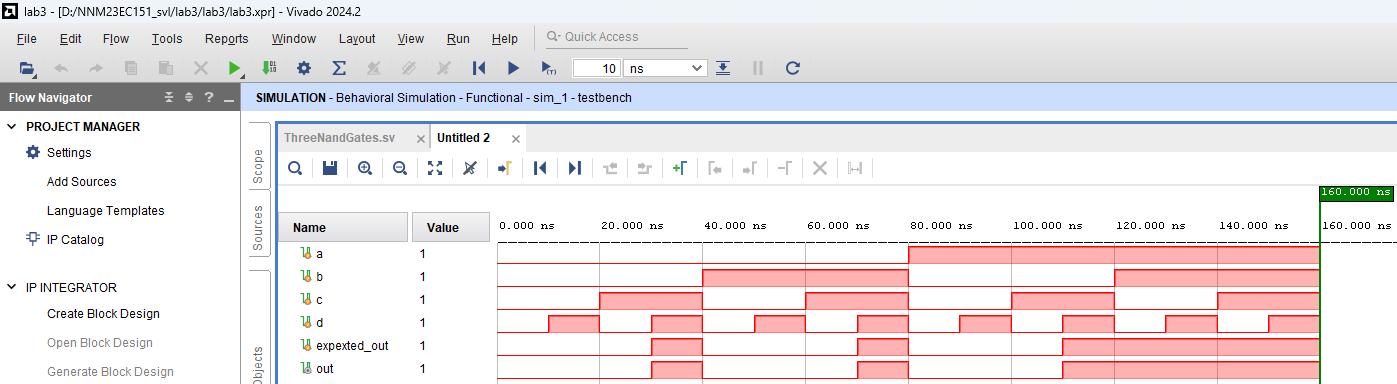 lab3 - [D:/NNM23EC151_svl/lab3/lab3/lab3.xpr] - Vivado 2024.2
File Edit Flow Tools Reports Window Layout View Run Help Quick Access
10 ns
Flow Navigator
SIMULATION - Behavioral Simulation - Functional - sim_1 - testbench
PROJECT MANAGER
Settings
Add Sources
Language Templates
IP Catalog
IP INTEGRATOR
Create Block Design
Open Block Design
Generate Block Design
Scope
Sources
Objects
ThreeNandGates.sv Untitled 2
160.000 ns
Name Value 0.000 ns 20.000 ns 40.000 ns 60.000 ns 80.000 ns 100.000 ns 120.000 ns 140.000 ns 160.000 ns
a 1
b 1
c 1
d 1
expexted_out 1
out 1